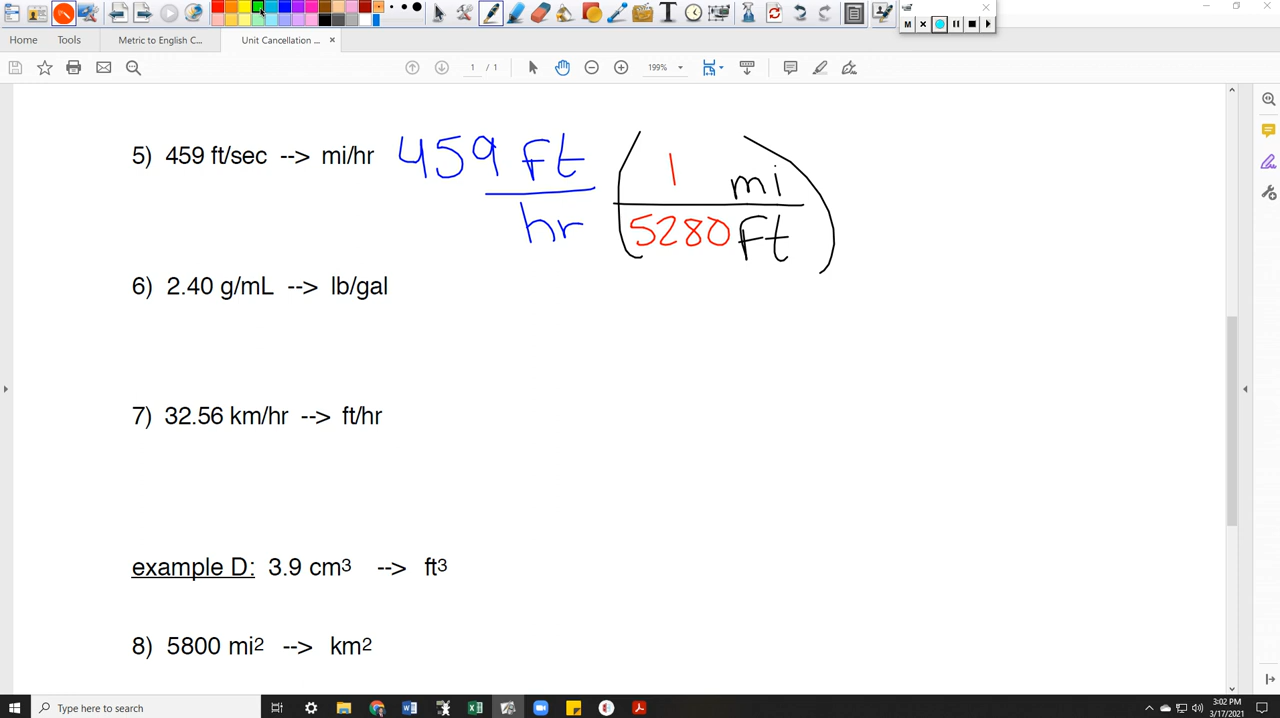 Home Tools Metric to English C... Unit Cancellation ... ×
1 / 1 199%
M
5) 459 ft/sec --> mi/hr 459 ft 1 mi
hr 5280 Ft
6) 2.40 g/mL --> lb/gal
7) 32.56 km/hr --> ft/hr
example D: 3.9 cm3 --> ft3
8) 5800 mi2 --> km2
Type here to search
3:02 PM
3/17/2021